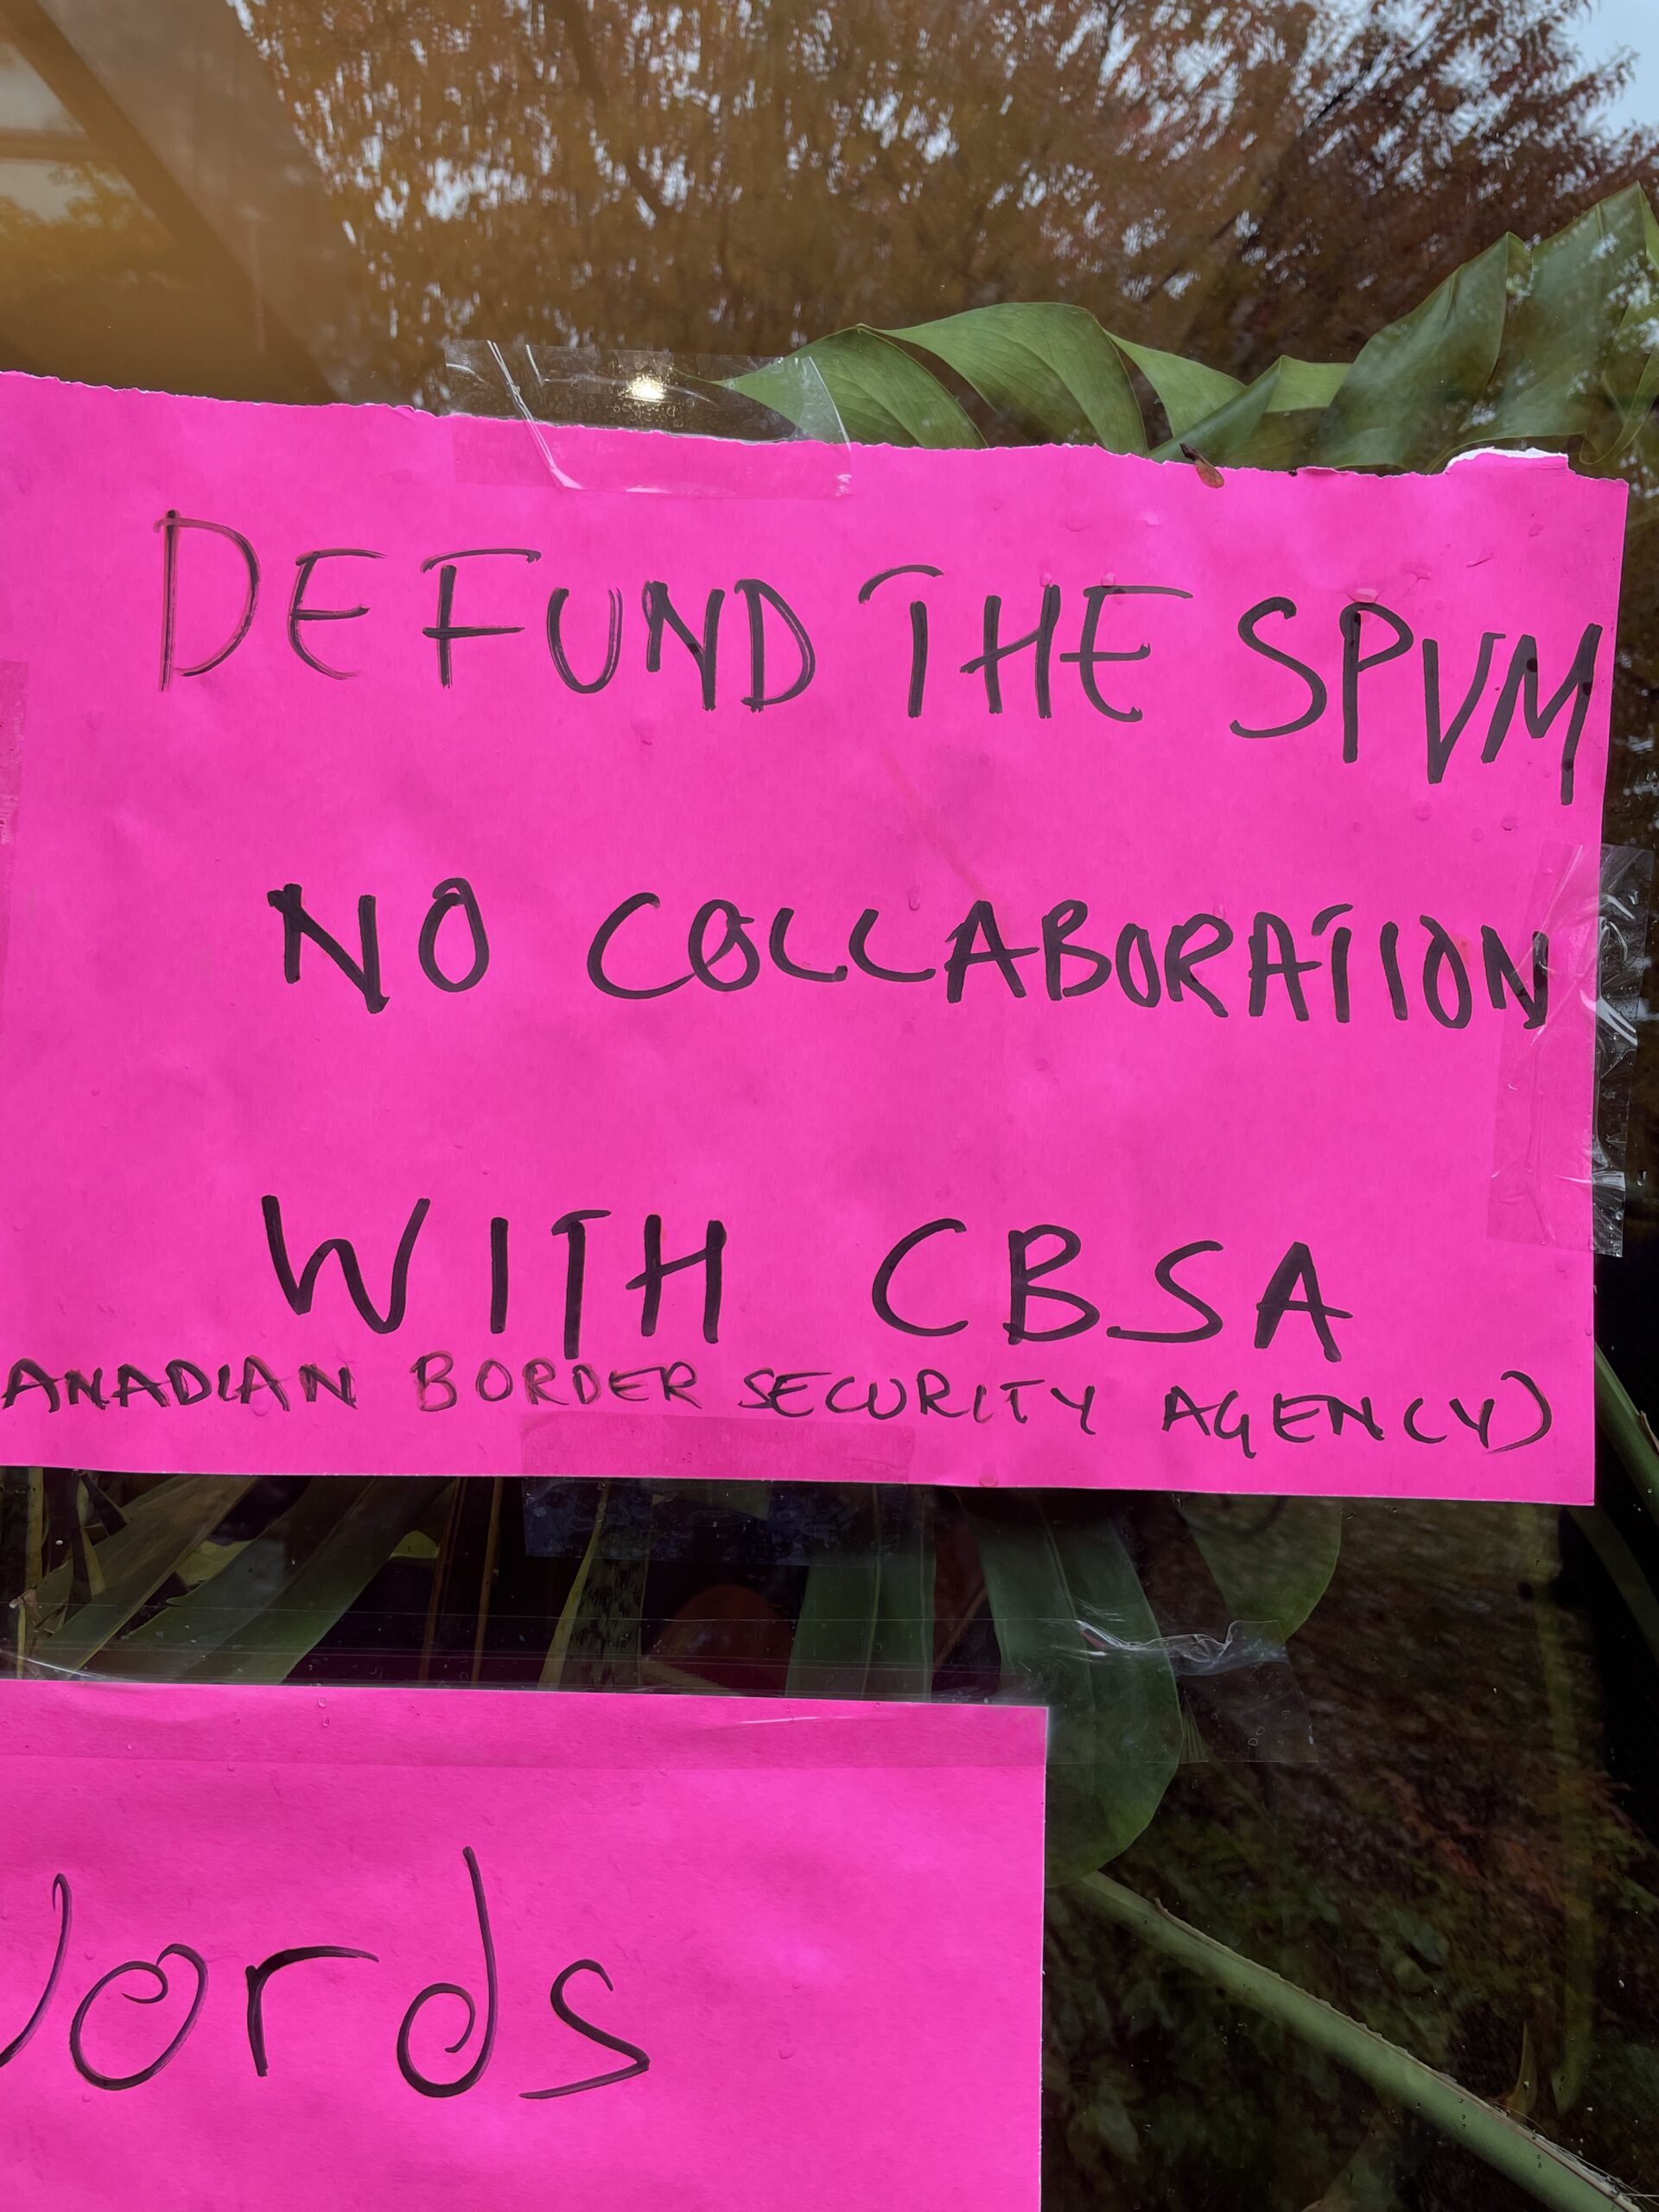 DEFUND THE SPVM
NO COLLABORATION
WITH CBSA
ANADIAN BORDER SECURITY AGENCY)
ords